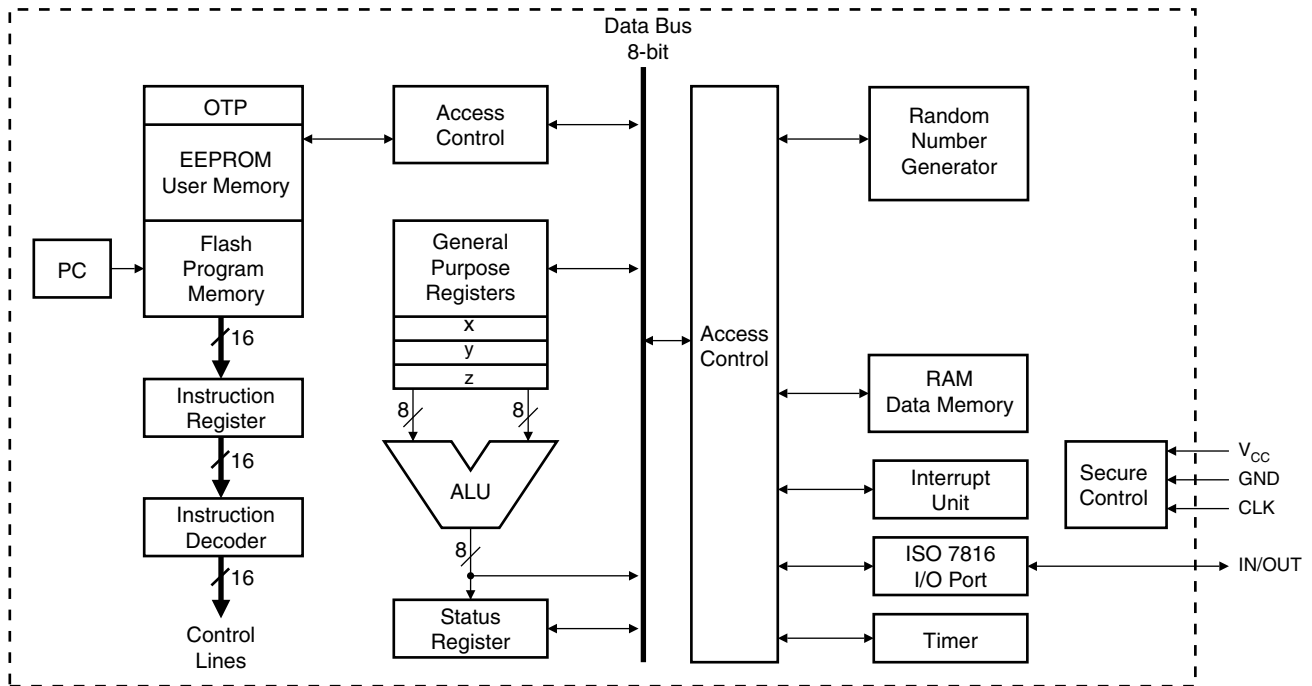 Data Bus
8-bit
OTP
EEPROM
User Memory
Flash
Program
Memory
PC
16
Instruction
Register
16
Instruction
Decoder
16
Control
Lines
Access
Control
General
Purpose
Registers
x
y
z
8
8
ALU
8
Status
Register
Access
Control
Random
Number
Generator
RAM
Data Memory
Interrupt
Unit
ISO 7816
I/O Port
Timer
Secure
Control
VCC
GND
CLK
IN/OUT